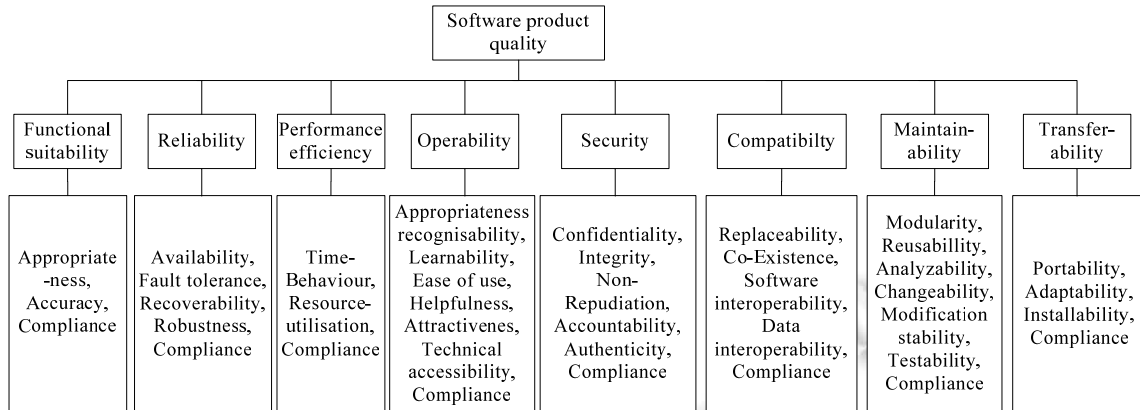 Software product
quality
Functional
suitability
Reliability
Performance
efficiency
Operability
Security
Compatibilty
Maintain-
ability
Transfer-
ability
Appropriate
-ness,
Accuracy,
Compliance
Availability,
Fault tolerance,
Recoverability,
Robustness,
Compliance
Time-
Behaviour,
Resource-
utilisation,
Compliance
Appropriateness
recognisability,
Learnability,
Ease of use,
Helpfulness,
Attractivenes,
Technical
accessibility,
Compliance
Confidentiality,
Integrity,
Non-
Repudiation,
Accountability,
Authenticity,
Compliance
Replaceability,
Co-Existence,
Software
interoperability,
Data
interoperability,
Compliance
Modularity,
Reusabillity,
Analyzability,
Changeability,
Modification
stability,
Testability,
Compliance
Portability,
Adaptability,
Installability,
Compliance